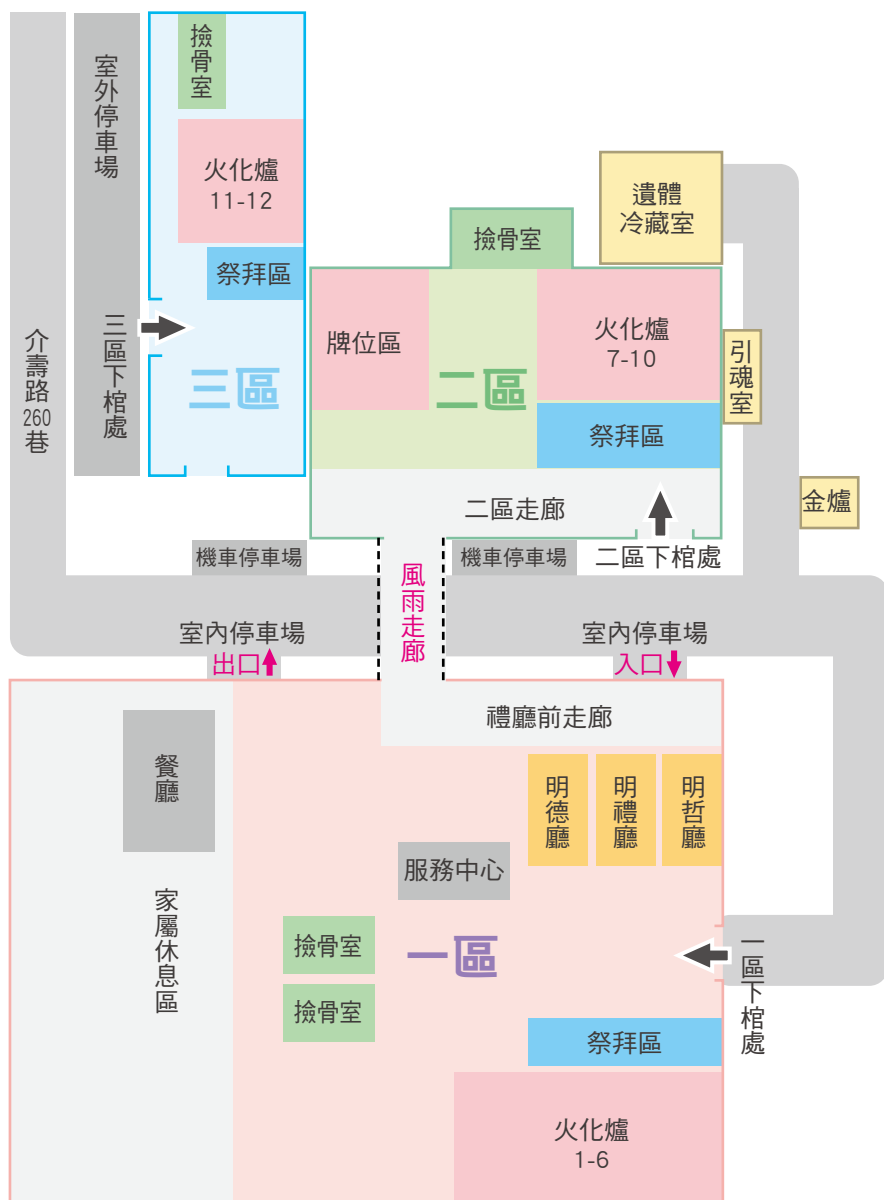 撿骨室
室外停車場
火化爐
11-12
祭拜區
三區下棺處
三區
介壽路260巷
遺體
冷藏室
撿骨室
牌位區
二區
火化爐
7-10
引魂室
祭拜區
金爐
二區走廊
機車停車場
機車停車場
二區下棺處
風雨走廊
室內停車場
出口
室內停車場
入口
禮廳前走廊
餐廳
明德廳
明禮廳
明哲廳
服務中心
家屬休息區
撿骨室
一區
撿骨室
一區下棺處
祭拜區
火化爐
1-6